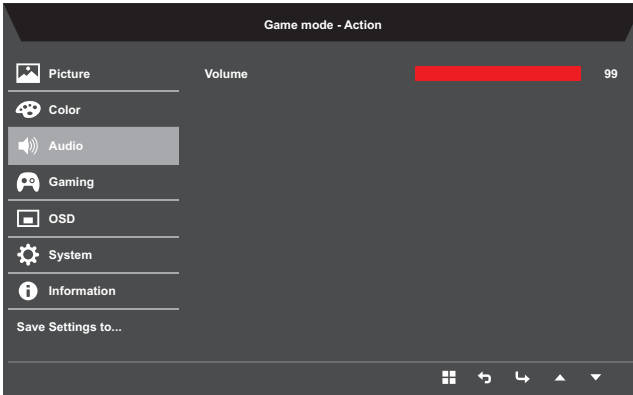 Game mode - Action
Picture
Volume 99
Color
Audio
Gaming
OSD
System
Information
Save Settings to...